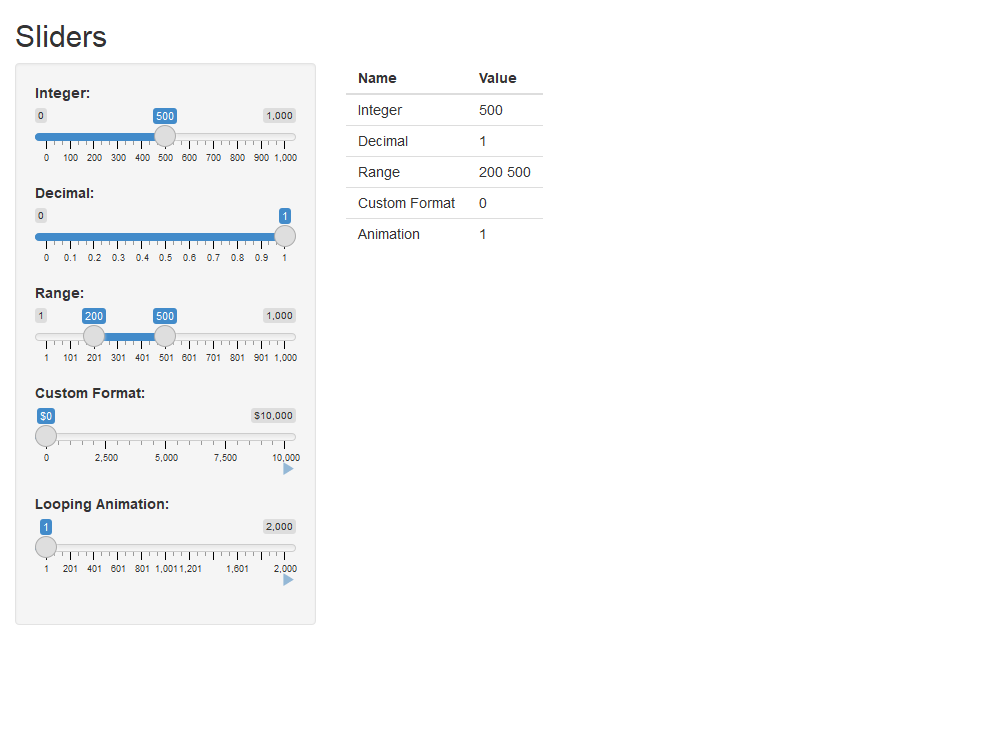 Sliders
Integer:
0 500 1,000
0 100 200 300 400 500 600 700 800 900 1,000
Decimal:
0 1
0 0.1 0.2 0.3 0.4 0.5 0.6 0.7 0.8 0.9 1
Range:
1 200 500 1,000
1 101 201 301 401 501 601 701 801 901 1,000
Custom Format:
$0 $10,000
0 2,500 5,000 7,500 10,000
Looping Animation:
1 2,000
1 201 401 601 801 1,001 1,201 1,601 2,000
Name Value
Integer 500
Decimal 1
Range 200 500
Custom Format 0
Animation 1